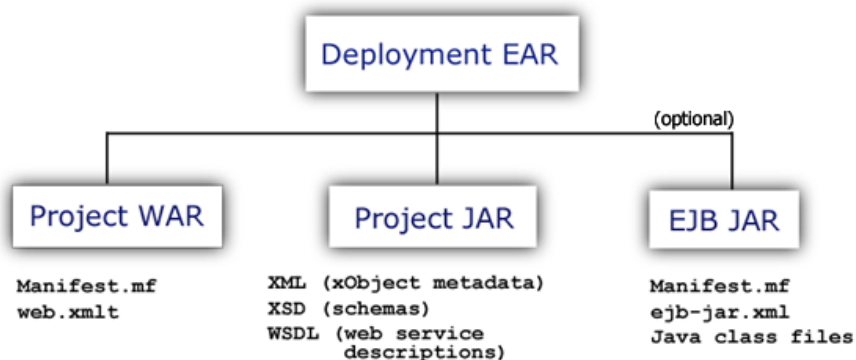 Deployment EAR
(optional)
Project WAR
Project JAR
EJB JAR
Manifest.mf
web.xmlt
XML (xObject metadata)
XSD (schemas)
WSDL (web service
descriptions)
Manifest.mf
ejb-jar.xml
Java class files